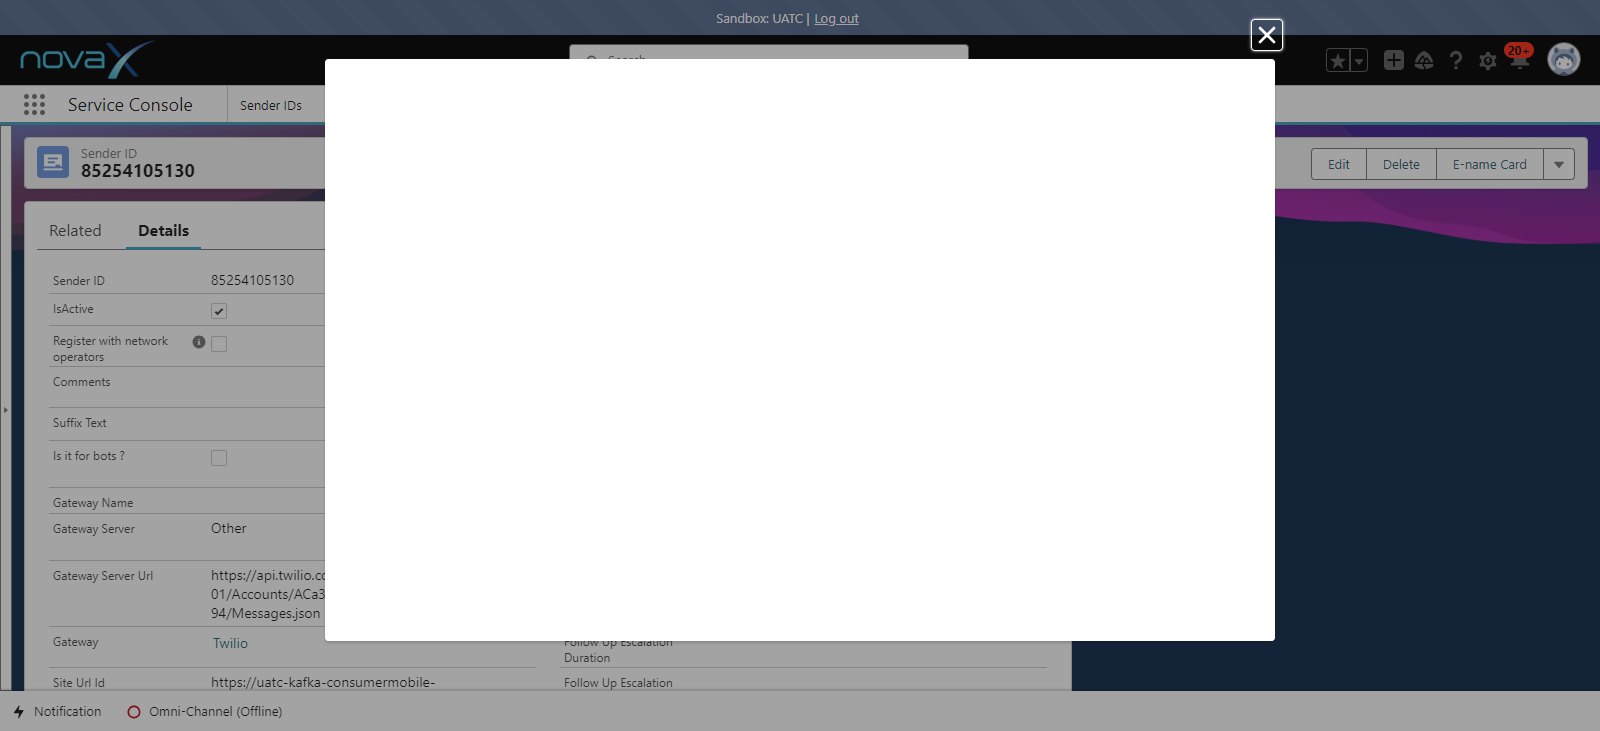 Sandbox: UATC | Log out
novaX
Search
20+
Service Console
Sender IDs
Sender ID
85254105130
Edit
Delete
E-name Card
Related
Details
Sender ID
85254105130
IsActive
Register with network
operators
Comments
Suffix Text
Is it for bots ?
Gateway Name
Gateway Server
Other
Gateway Server Url
https://api.twilio.co
01/Accounts/ACa3
94/Messages.json
Gateway
Twilio
Follow Up Escalation
Duration
Site Url Id
https://uatc-kafka-consumermobile-
Follow Up Escalation
Notification
Omni-Channel (Offline)